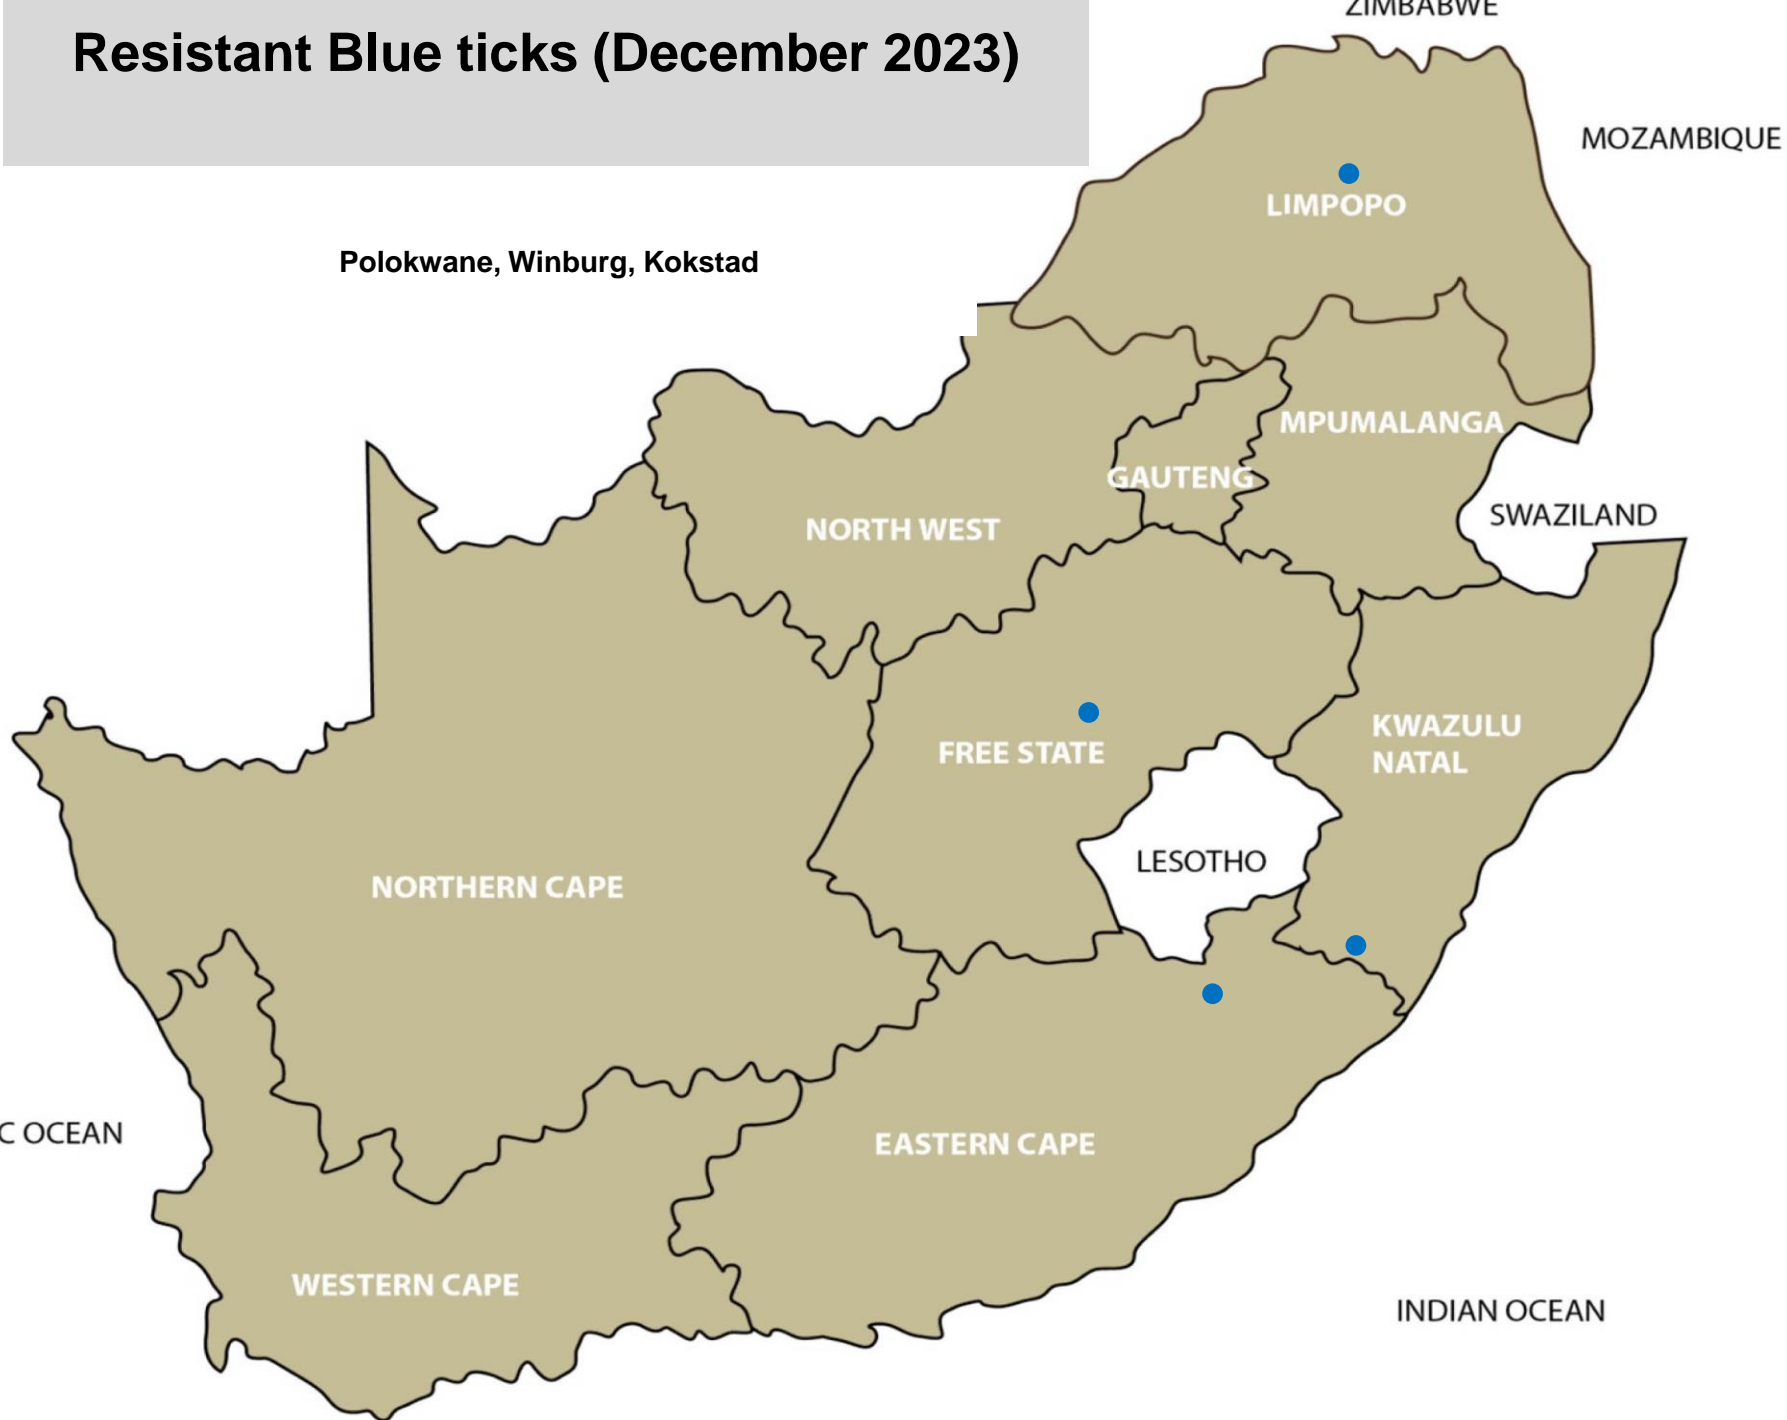 Resistant Blue ticks (December 2023)
ZIMBABWE
MOZAMBIQUE
LIMPOPO
Polokwane, Winburg, Kokstad
MPUMALANGA
GAUTENG
SWAZILAND
NORTH WEST
KWAZULU
NATAL
FREE STATE
LESOTHO
NORTHERN CAPE
C OCEAN
EASTERN CAPE
WESTERN CAPE
INDIAN OCEAN